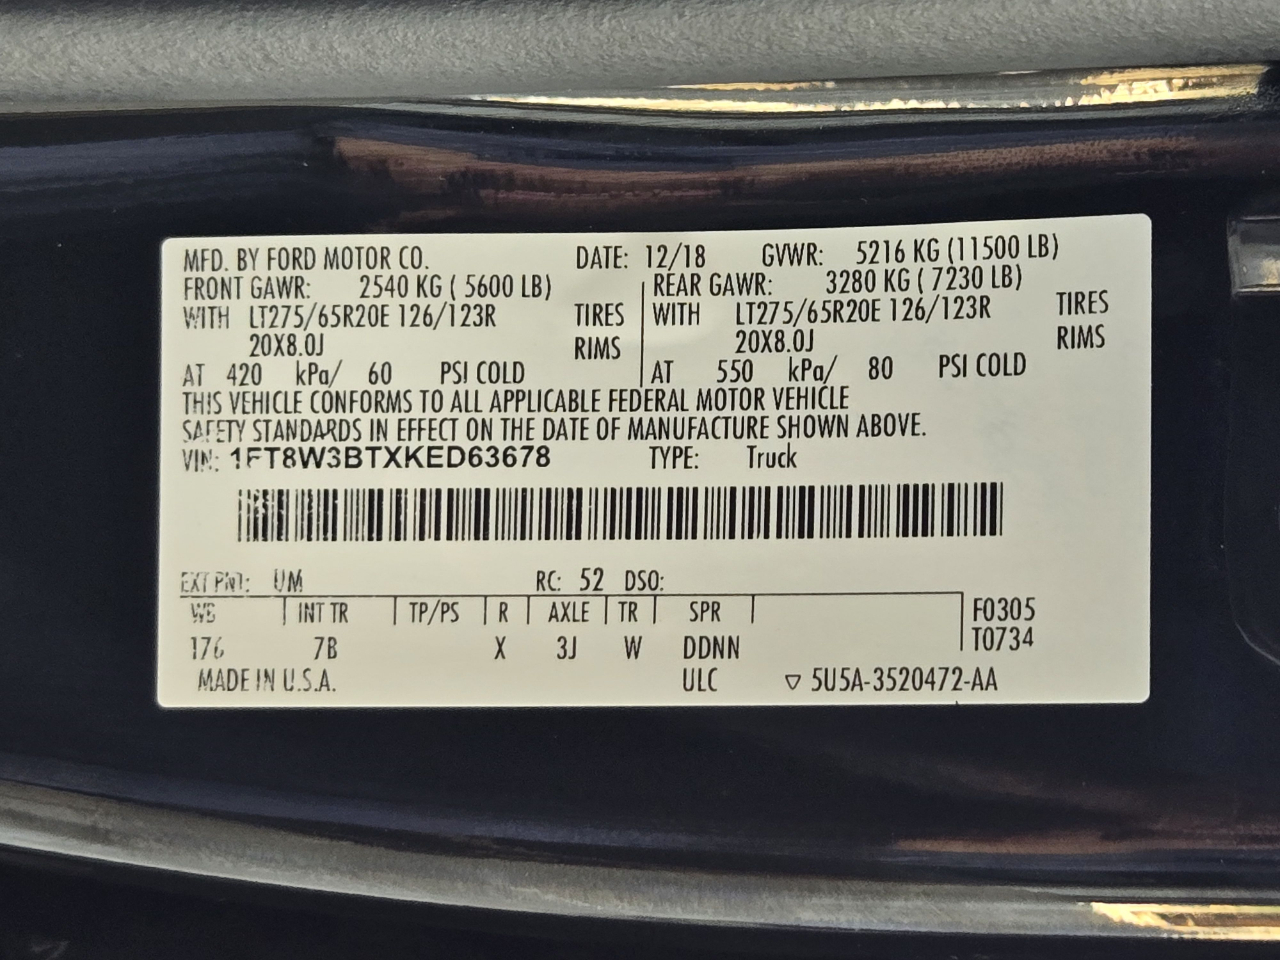 MFD. BY FORD MOTOR CO. DATE: 12/18 GVWR: 5216 KG (11500 LB)
FRONT GAWR: 2540 KG ( 5600 LB) REAR GAWR: 3280 KG ( 7230 LB)
WITH LT275/65R20E 126/123R TIRES WITH LT275/65R20E 126/123R TIRES
20X8.0J RIMS 20X8.0J RIMS
AT 420 kPa/ 60 PSI COLD AT 550 kPa/ 80 PSI COLD
THIS VEHICLE CONFORMS TO ALL APPLICABLE FEDERAL MOTOR VEHICLE
SAFETY STANDARDS IN EFFECT ON THE DATE OF MANUFACTURE SHOWN ABOVE.
VIN: 1FT8W3BTXKED63678 TYPE: Truck
EXT PNT: UM RC: 52 DSO:
WB INT TR TP/PS R AXLE TR SPR F0305
176 7B X 3J W DDNN T0734
MADE IN U.S.A. ULC ▽ 5U5A-3520472-AA